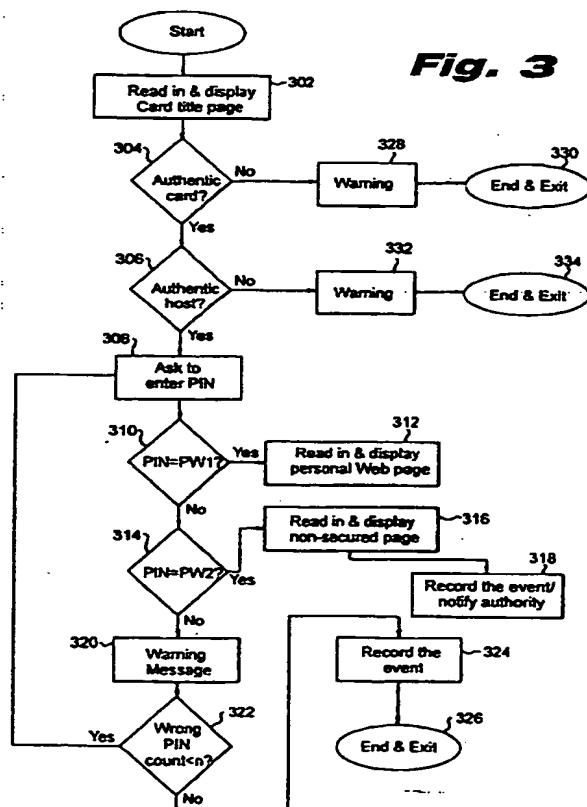 Start
Fig. 3
302
Read in & display
Card title page
304
Authentic
card?
No
328
Warning
330
End & Exit
Yes
306
Authentic
host?
No
332
Warning
334
End & Exit
Yes
308
Ask to
enter PIN
310
PIN=PW1?
Yes
312
Read in & display
personal Web page
No
314
PIN=PW2?
Yes
Read in & display
non-secured page
316
318
Record the event/
notify authority
No
320
Warning
Message
Record the
event
324
322
Yes
Wrong
PIN
count<n?
326
End & Exit
No